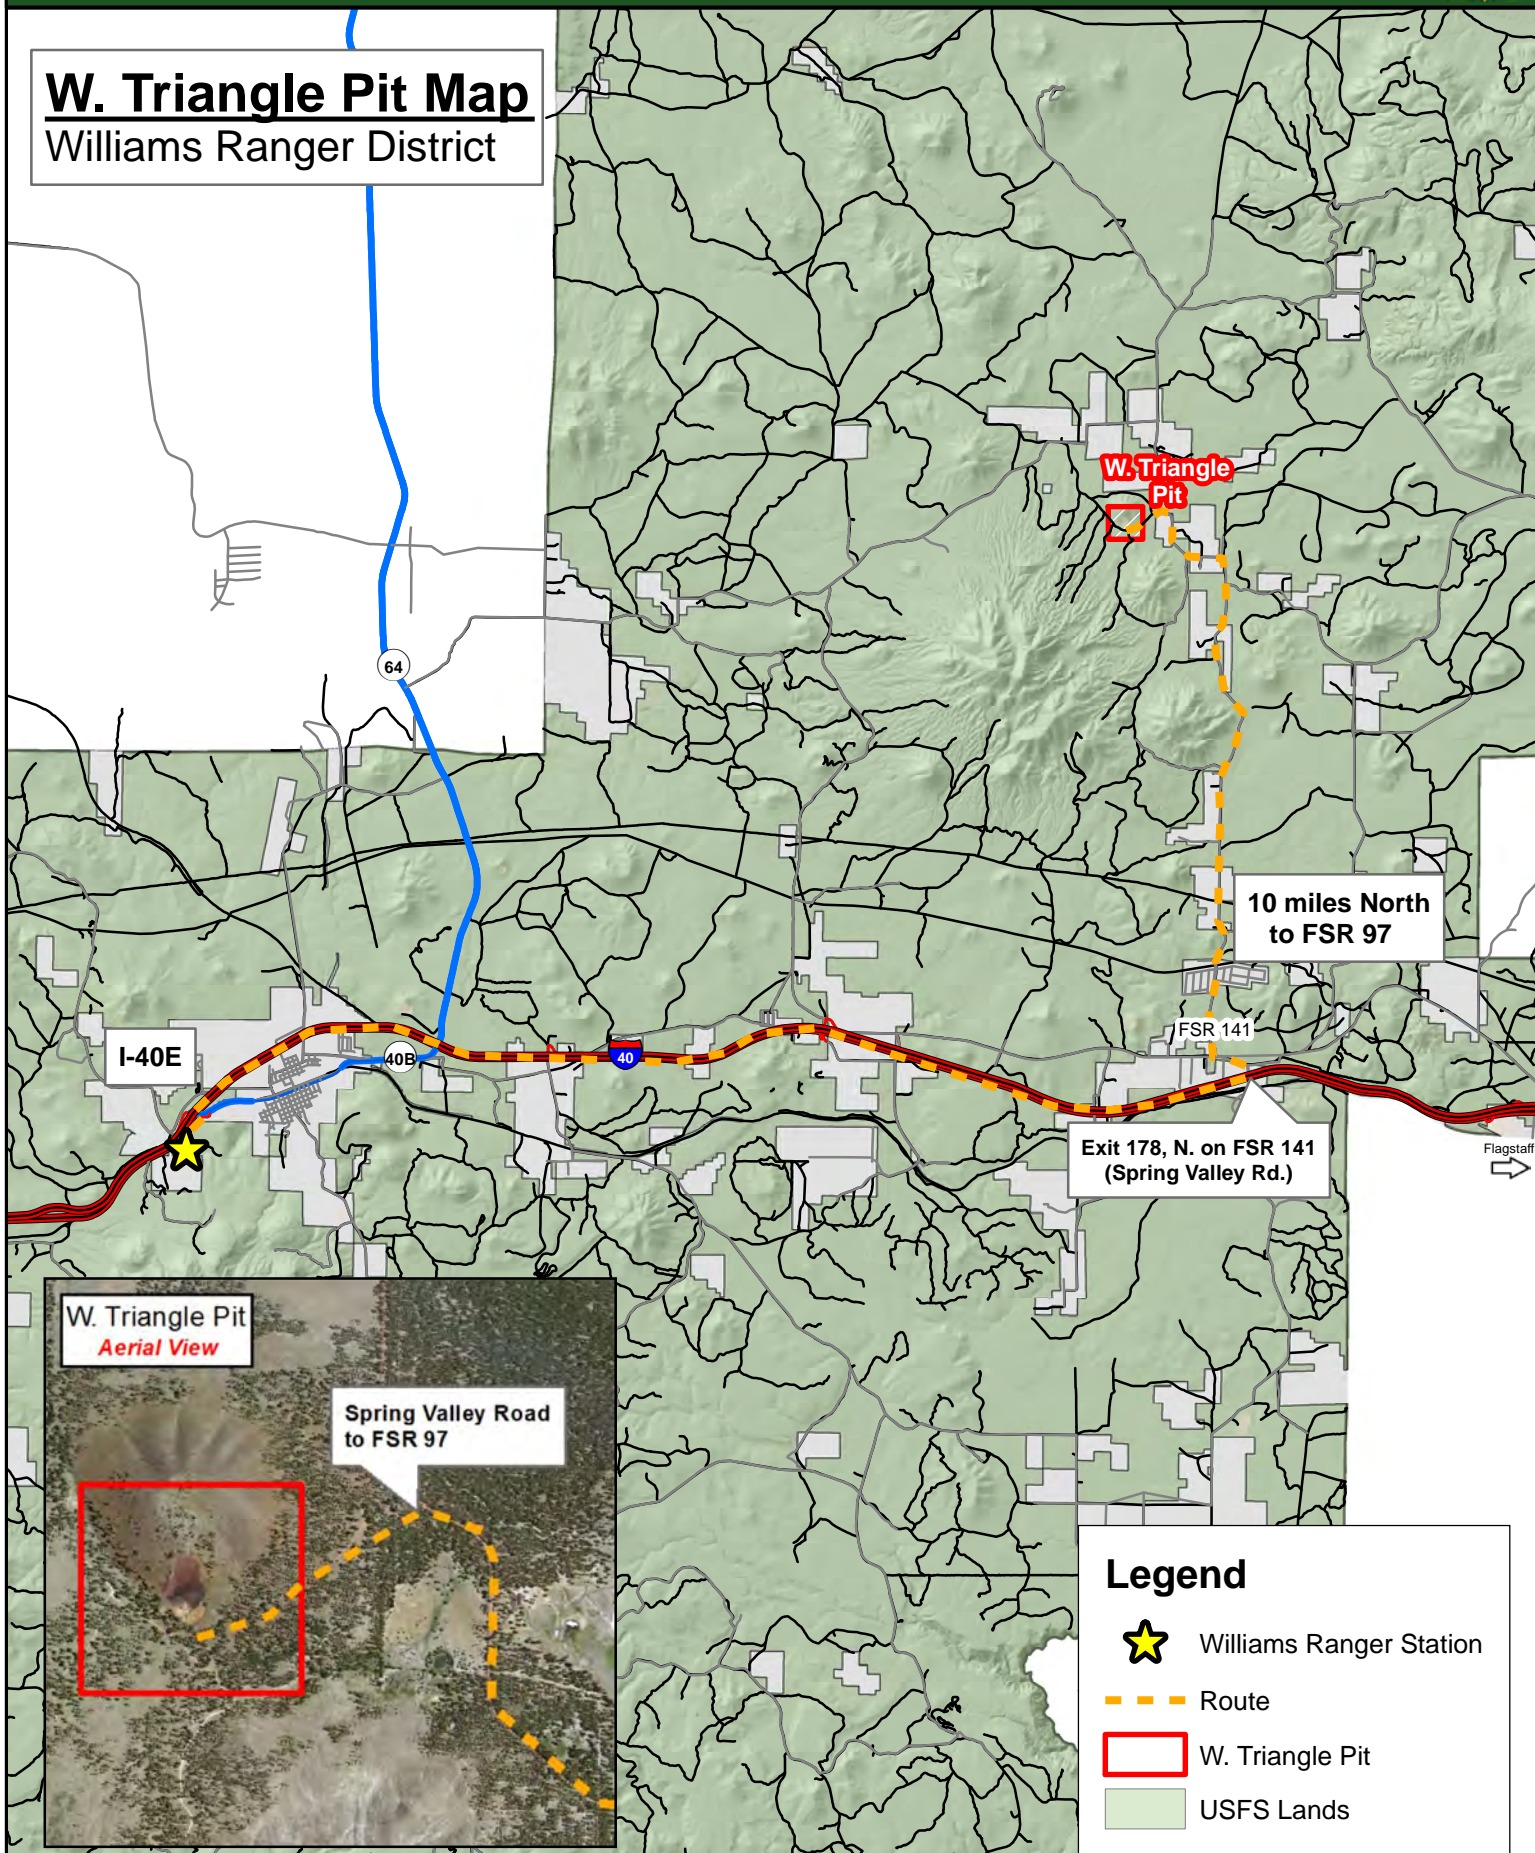 W. Triangle Pit Map
Williams Ranger District
W. Triangle
Pit
64
10 miles North
to FSR 97
FSR 141
I-40E
40B
40
Exit 178, N. on FSR 141
(Spring Valley Rd.)
Flagstaff
W. Triangle Pit
Aerial View
Spring Valley Road
to FSR 97
Legend
Williams Ranger Station
Route
W. Triangle Pit
USFS Lands